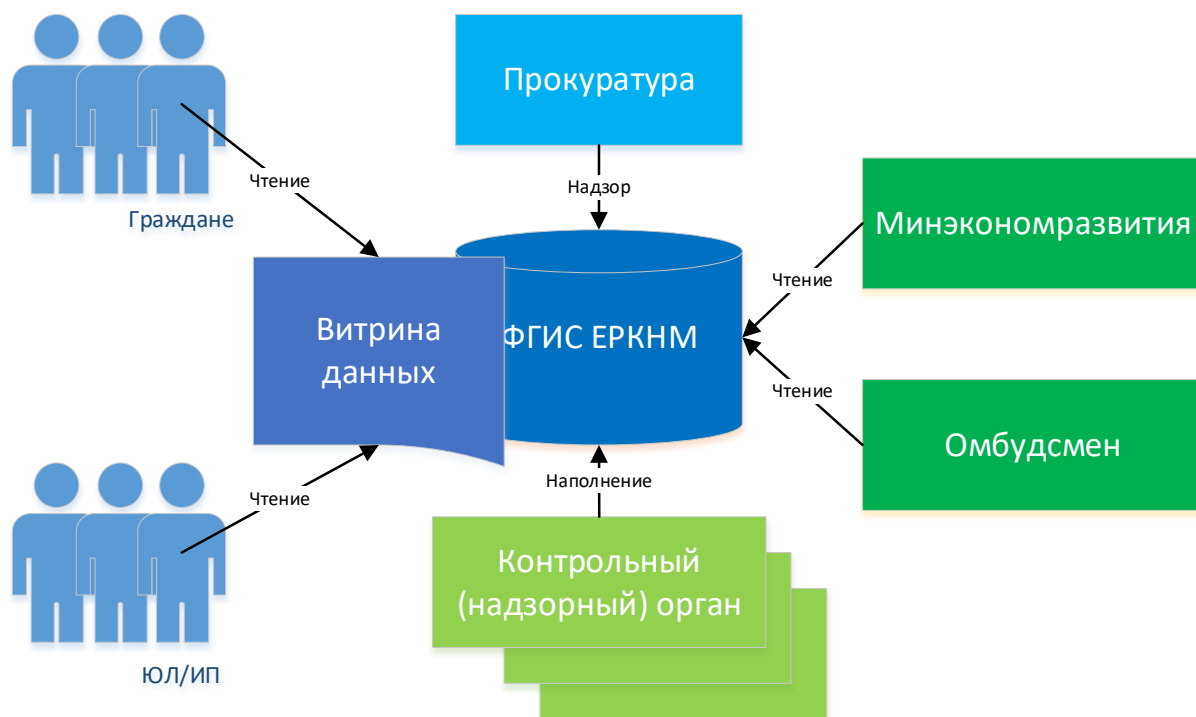 Прокуратура
Чтение
Надзор
Граждане
Минэкономразвития
Чтение
Витрина
данных
ФГИС ЕРКНМ
Чтение
Омбудсмен
Чтение
Наполнение
Контрольный
(надзорный) орган
ЮЛ/ИП